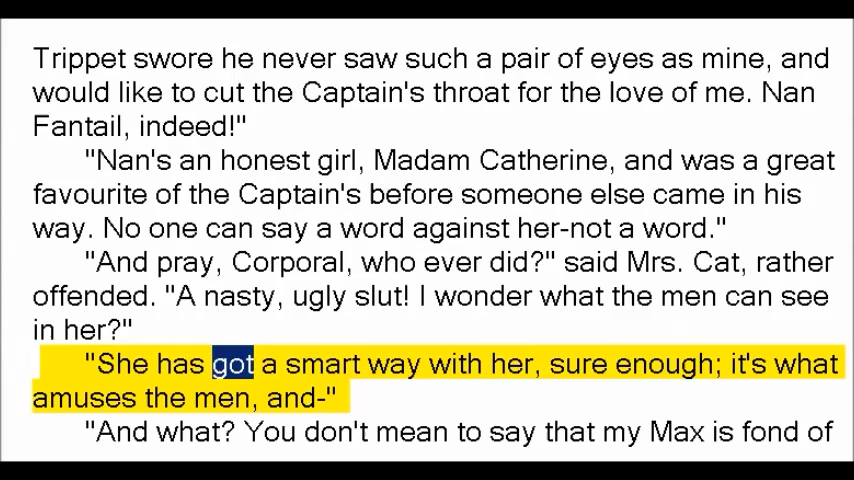 Trippet swore he never saw such a pair of eyes as mine, and
would like to cut the Captain's throat for the love of me. Nan
Fantail, indeed!"
"Nan's an honest girl, Madam Catherine, and was a great
favourite of the Captain's before someone else came in his
way. No one can say a word against her-not a word."
"And pray, Corporal, who ever did?" said Mrs. Cat, rather
offended. "A nasty, ugly slut! I wonder what the men can see
in her?"
"She has got a smart way with her, sure enough; it's what
amuses the men, and-"
"And what? You don't mean to say that my Max is fond of